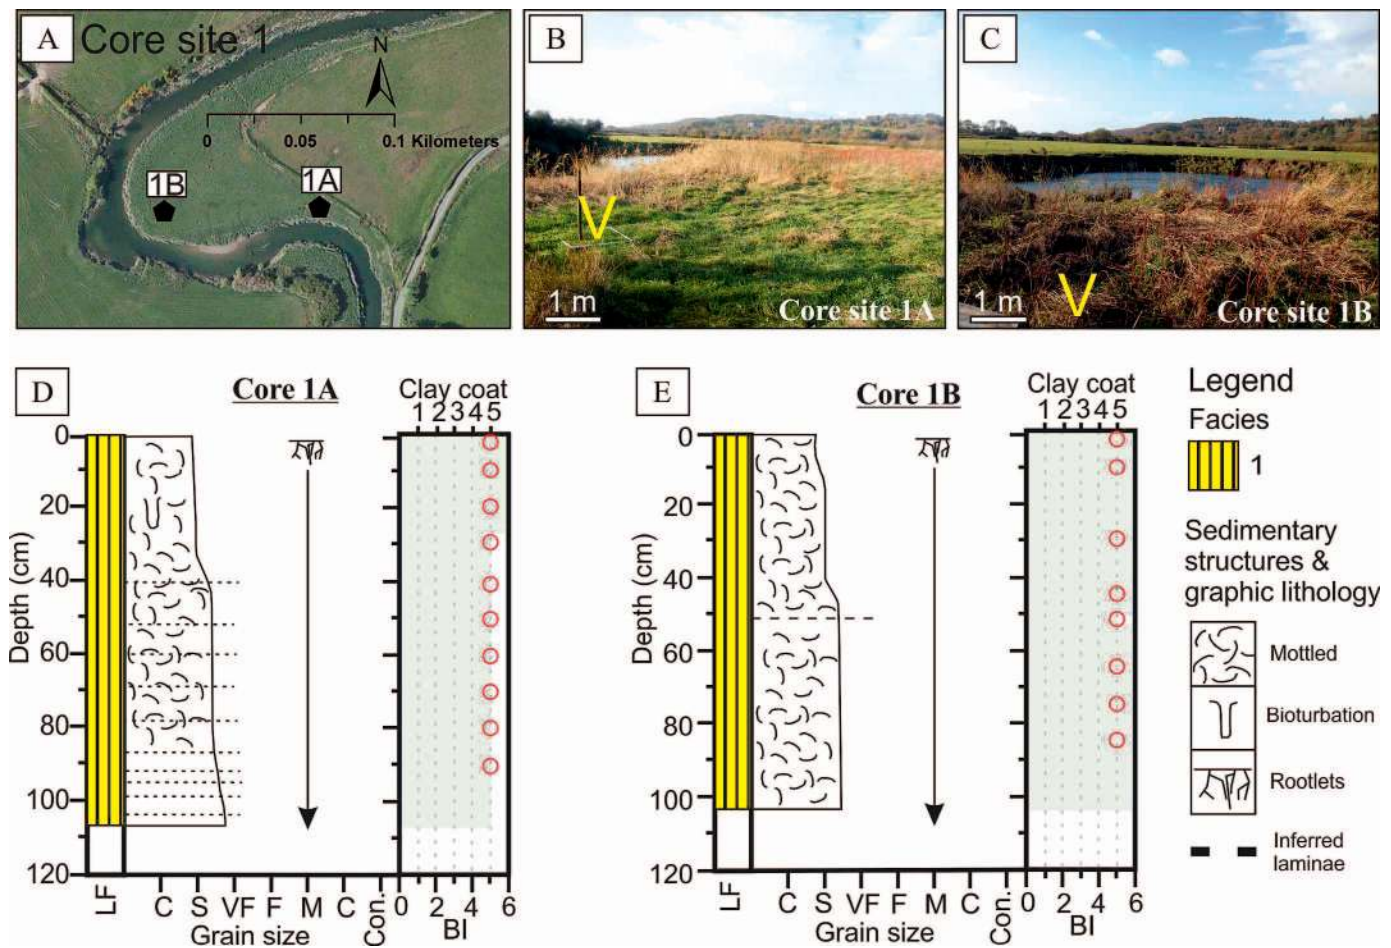 A
Core site 1
N
0 0.05 0.1 Kilometers
1B
1A
B
V
1 m
Core site 1A
C
V
1 m
Core site 1B
D
Core 1A
Clay coat
1 2 3 4 5
0
20
40
60
80
100
120
Depth (cm)
LF
C S VF F M C Con.
Grain size
0 2 4 6
BI
E
Core 1B
Clay coat
1 2 3 4 5
0
20
40
60
80
100
120
Depth (cm)
LF
C S VF F M C Con.
Grain size
0 2 4 6
BI
Legend
Facies
1
Sedimentary
structures &
graphic lithology
Mottled
Bioturbation
Rootlets
Inferred
laminae